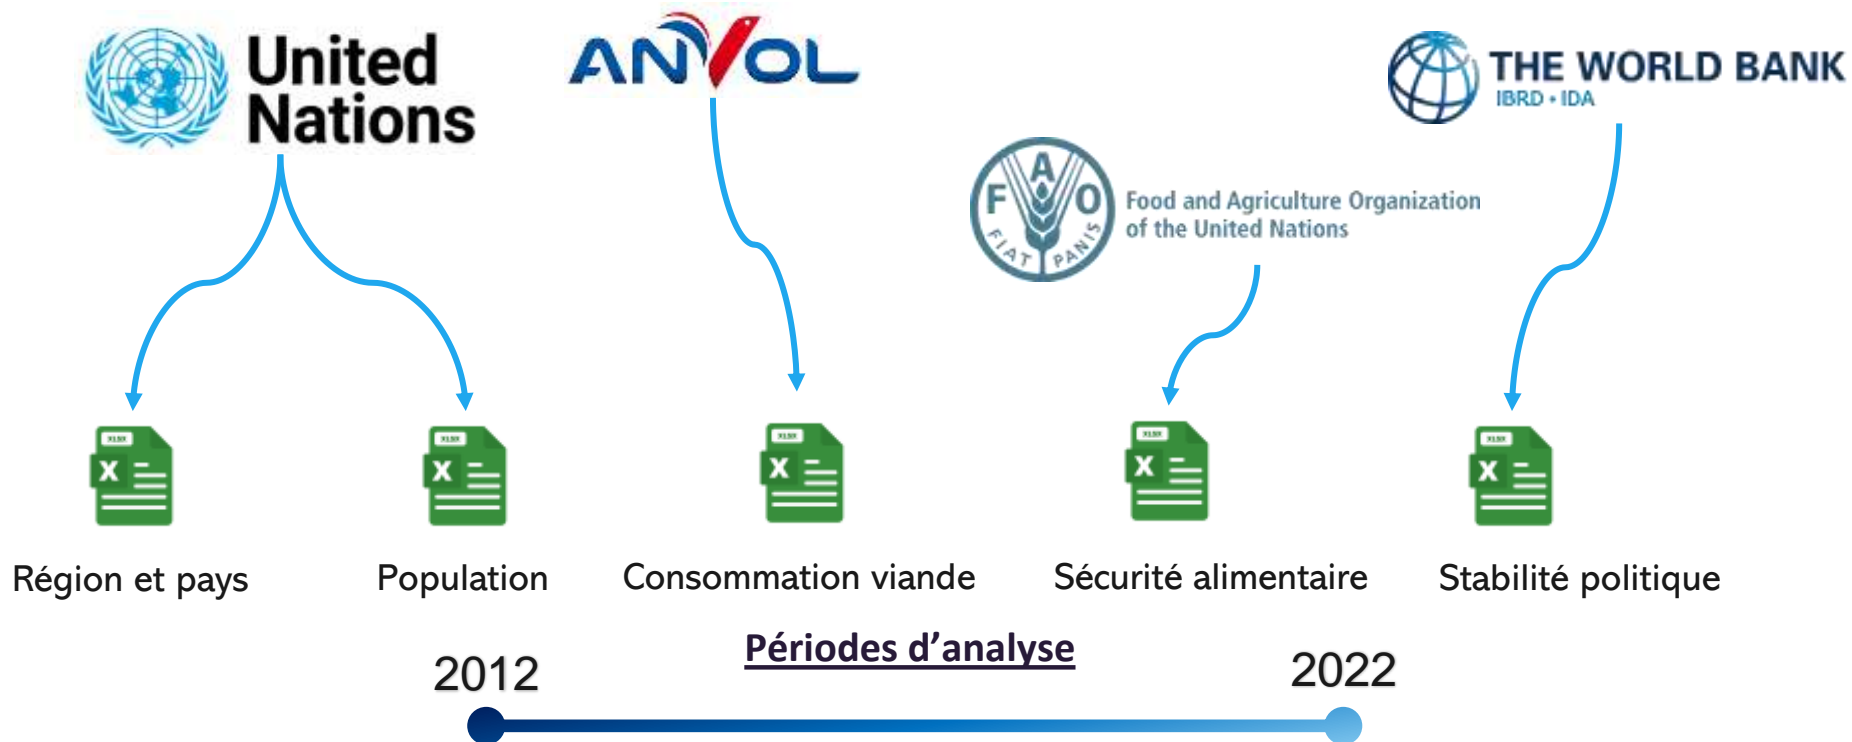 United
Nations
ANVOL
THE WORLD BANK
IBRD • IDA
F A O
FIAT PANIS
Food and Agriculture Organization
of the United Nations
XLSX
X
XLSX
X
XLSX
X
XLSX
X
XLSX
X
Région et pays
Population
Consommation viande
Sécurité alimentaire
Stabilité politique
Périodes d’analyse
2012
2022